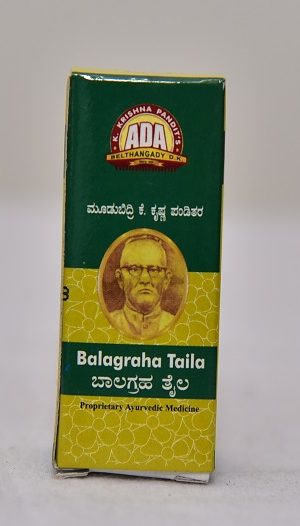 K. KRISHNA PANDIT'S
ADA
BELTHANGADY D.K.
ಮೂಡುಬಿದ್ರಿ ಕೆ. ಕೃಷ್ಣ ಪಂಡಿತರ
Balagraha Taila
ಬಾಲಗ್ರಹ ತೈಲ
Proprietary Ayurvedic Medicine